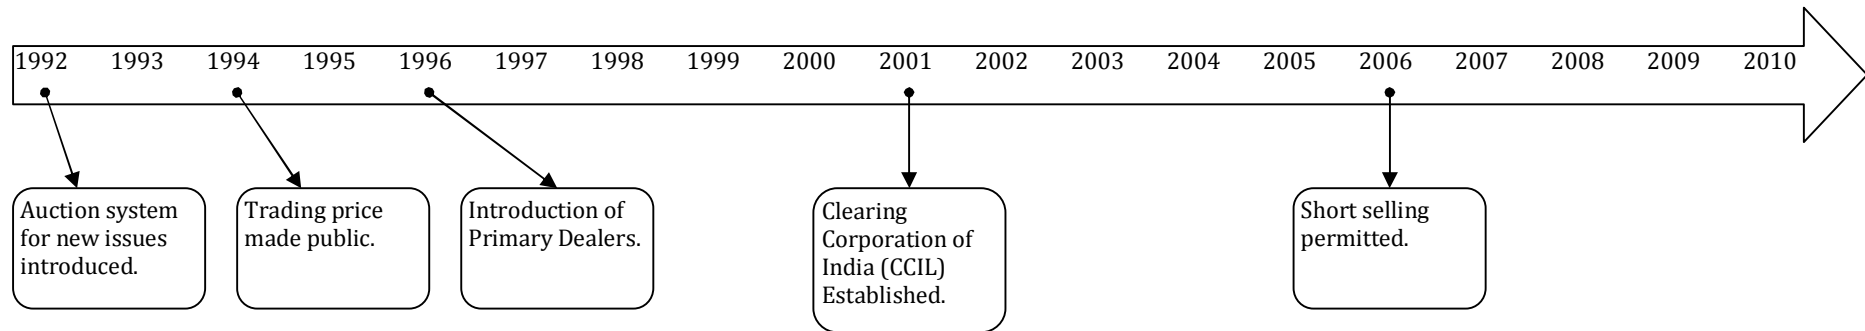 1992 1993 1994 1995 1996 1997 1998 1999 2000 2001 2002 2003 2004 2005 2006 2007 2008 2009 2010
Auction system
for new issues
introduced.
Trading price
made public.
Introduction of
Primary Dealers.
Clearing
Corporation of
India (CCIL)
Established.
Short selling
permitted.